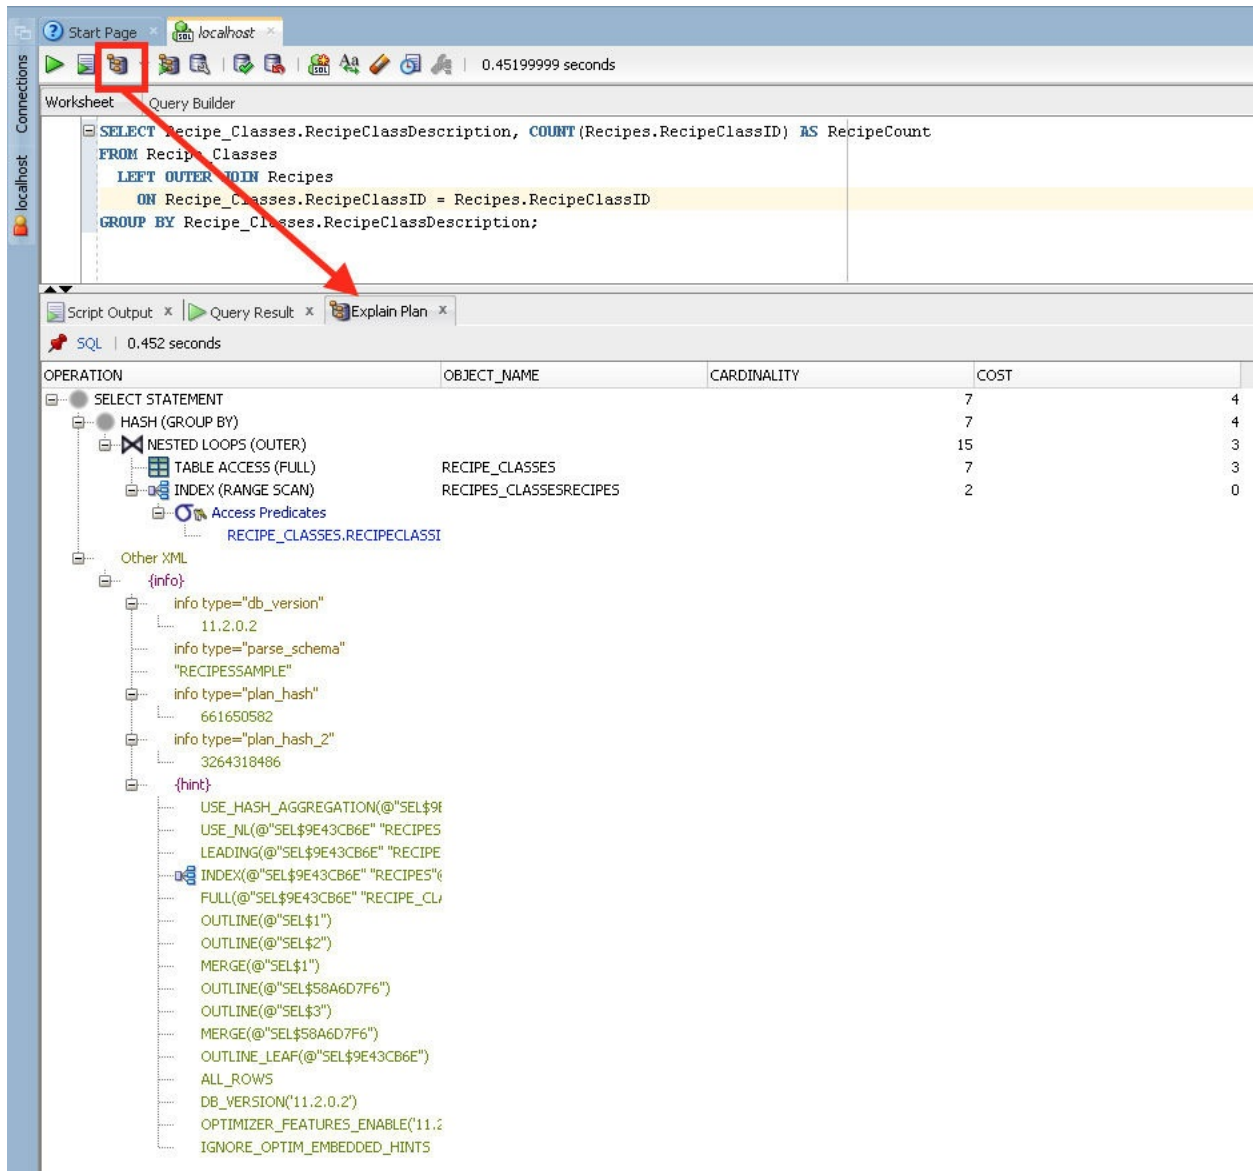 Start Page
localhost
0.45199999 seconds
Connections
localhost
Worksheet Query Builder
SELECT Recipe_Classes.RecipeClassDescription, COUNT(Recipes.RecipeClassID) AS RecipeCount
FROM Recipe_Classes
LEFT OUTER JOIN Recipes
ON Recipe_Classes.RecipeClassID = Recipes.RecipeClassID
GROUP BY Recipe_Classes.RecipeClassDescription;
Script Output x Query Result x Explain Plan x
SQL | 0.452 seconds
OPERATION OBJECT_NAME CARDINALITY COST
SELECT STATEMENT 7 4
HASH (GROUP BY) 7 4
NESTED LOOPS (OUTER) 15 3
TABLE ACCESS (FULL) RECIPE_CLASSES 7 3
INDEX (RANGE SCAN) RECIPES_CLASSESRECIPES 2 0
Access Predicates
RECIPE_CLASSES.RECIPECLASSI
Other XML
{info}
info type="db_version"
11.2.0.2
info type="parse_schema"
"RECIPESSAMPLE"
info type="plan_hash"
661650582
info type="plan_hash_2"
3264318486
{hint}
USE_HASH_AGGREGATION(@"SEL$9E
USE_NL(@"SEL$9E43CB6E" "RECIPES
LEADING(@"SEL$9E43CB6E" "RECIPE
INDEX(@"SEL$9E43CB6E" "RECIPES"@
FULL(@"SEL$9E43CB6E" "RECIPE_CLA
OUTLINE(@"SEL$1")
OUTLINE(@"SEL$2")
MERGE(@"SEL$1")
OUTLINE(@"SEL$58A6D7F6")
OUTLINE(@"SEL$3")
MERGE(@"SEL$58A6D7F6")
OUTLINE_LEAF(@"SEL$9E43CB6E")
ALL_ROWS
DB_VERSION('11.2.0.2')
OPTIMIZER_FEATURES_ENABLE('11.2
IGNORE_OPTIM_EMBEDDED_HINTS